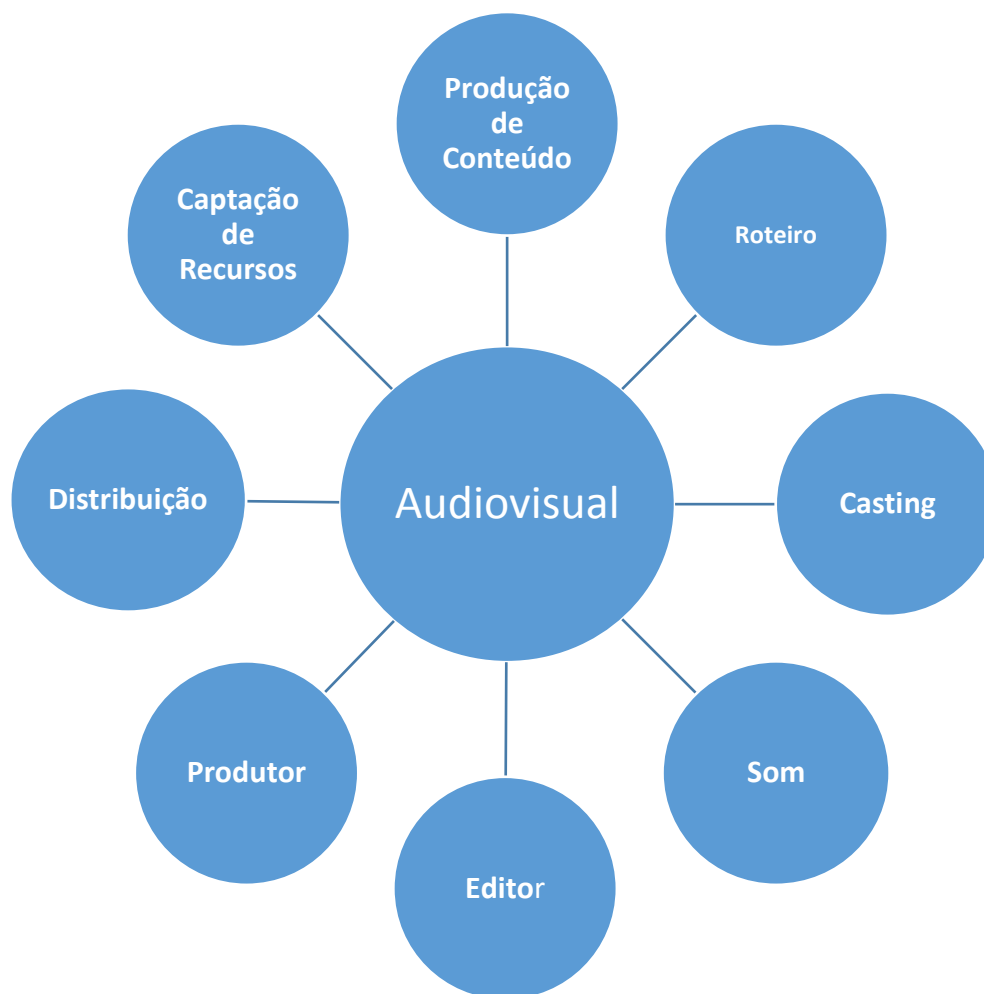 Produção
de
Conteúdo
Captação
de
Recursos
Roteiro
Distribuição
Audiovisual
Casting
Produtor
Som
Editor